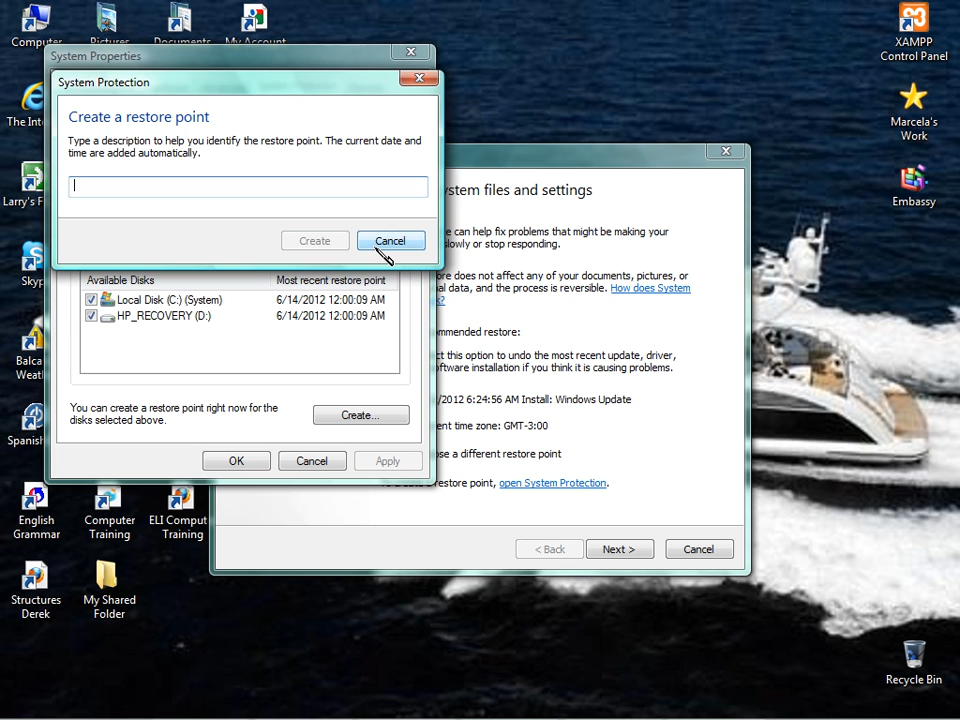 Computer
Pictures
Documents
My Account
XAMPP
Control Panel
System Properties
System Protection
Create a restore point
Type a description to help you identify the restore point. The current date and
time are added automatically.
Create
Cancel
The Int
Marcela's
Work
Larry's F
Embassy
Skyp
ystem files and settings
e can help fix problems that might be making your
slowly or stop responding.
ore does not affect any of your documents, pictures, or
al data, and the process is reversible. How does System
k?
Available Disks
Most recent restore point
Local Disk (C:) (System)
6/14/2012 12:00:09 AM
HP_RECOVERY (D:)
6/14/2012 12:00:09 AM
mmended restore:
ct this option to undo the most recent update, driver,
oftware installation if you think it is causing problems.
/2012 6:24:56 AM Install: Windows Update
ent time zone: GMT-3:00
ose a different restore point
restore point, open System Protection.
Balca
Weath
You can create a restore point right now for the
disks selected above.
Create...
Spanish
OK
Cancel
Apply
English
Grammar
Computer
Training
ELI Comput
Training
< Back
Next >
Cancel
Structures
Derek
My Shared
Folder
Recycle Bin